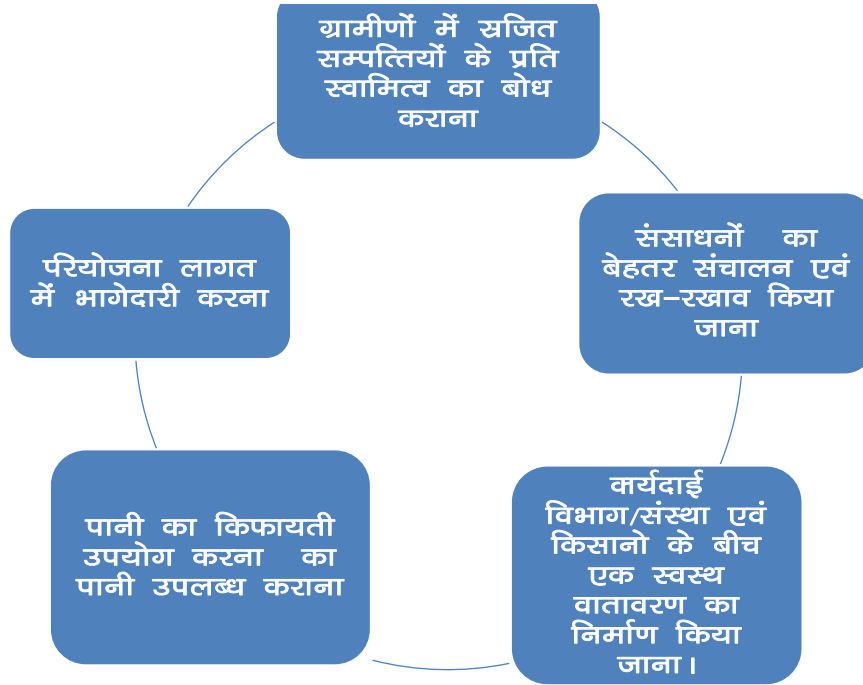 ग्रामीणों में स्रजित
सम्पत्तियों के प्रति
स्वामित्व का बोध
कराना
संसाधनों का
बेहतर संचालन एवं
रख–रखाव किया
जाना
कार्यदाई
विभाग/संस्था एवं
किसानो के बीच
एक स्वस्थ
वातावरण का
निर्माण किया
जाना।
पानी का किफायती
उपयोग करना का
पानी उपलब्ध कराना
परियोजना लागत
में भागेदारी करना